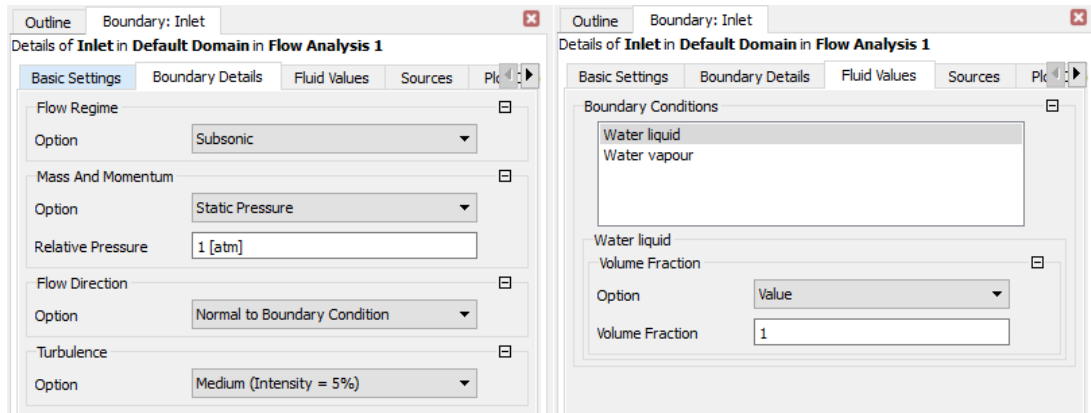 Outline
Boundary: Inlet
Details of Inlet in Default Domain in Flow Analysis 1
Basic Settings
Boundary Details
Fluid Values
Sources
Flow Regime
Option
Subsonic
Mass And Momentum
Option
Static Pressure
Relative Pressure
1 [atm]
Flow Direction
Option
Normal to Boundary Condition
Turbulence
Option
Medium (Intensity = 5%)
Outline
Boundary: Inlet
Details of Inlet in Default Domain in Flow Analysis 1
Basic Settings
Boundary Details
Fluid Values
Sources
Boundary Conditions
Water liquid
Water vapour
Water liquid
Volume Fraction
Option
Value
Volume Fraction
1